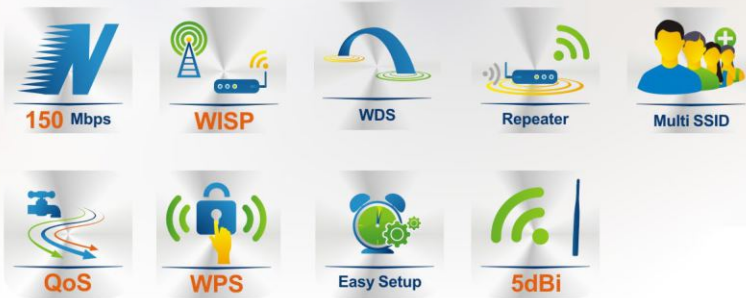 N
150 Mbps
WISP
WDS
Repeater
Multi SSID
QoS
WPS
Easy Setup
5dBi